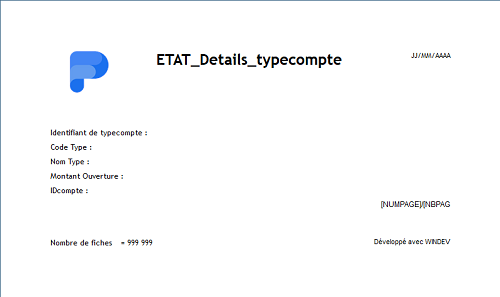 ETAT_Details_typecompte
JJ/MM/AAAA
Identifiant de typecompte :
Code Type :
Nom Type :
Montant Ouverture :
IDcompte :
[NUMPAGE]/[NBPAG
Nombre de fiches = 999 999
Développé avec WINDEV